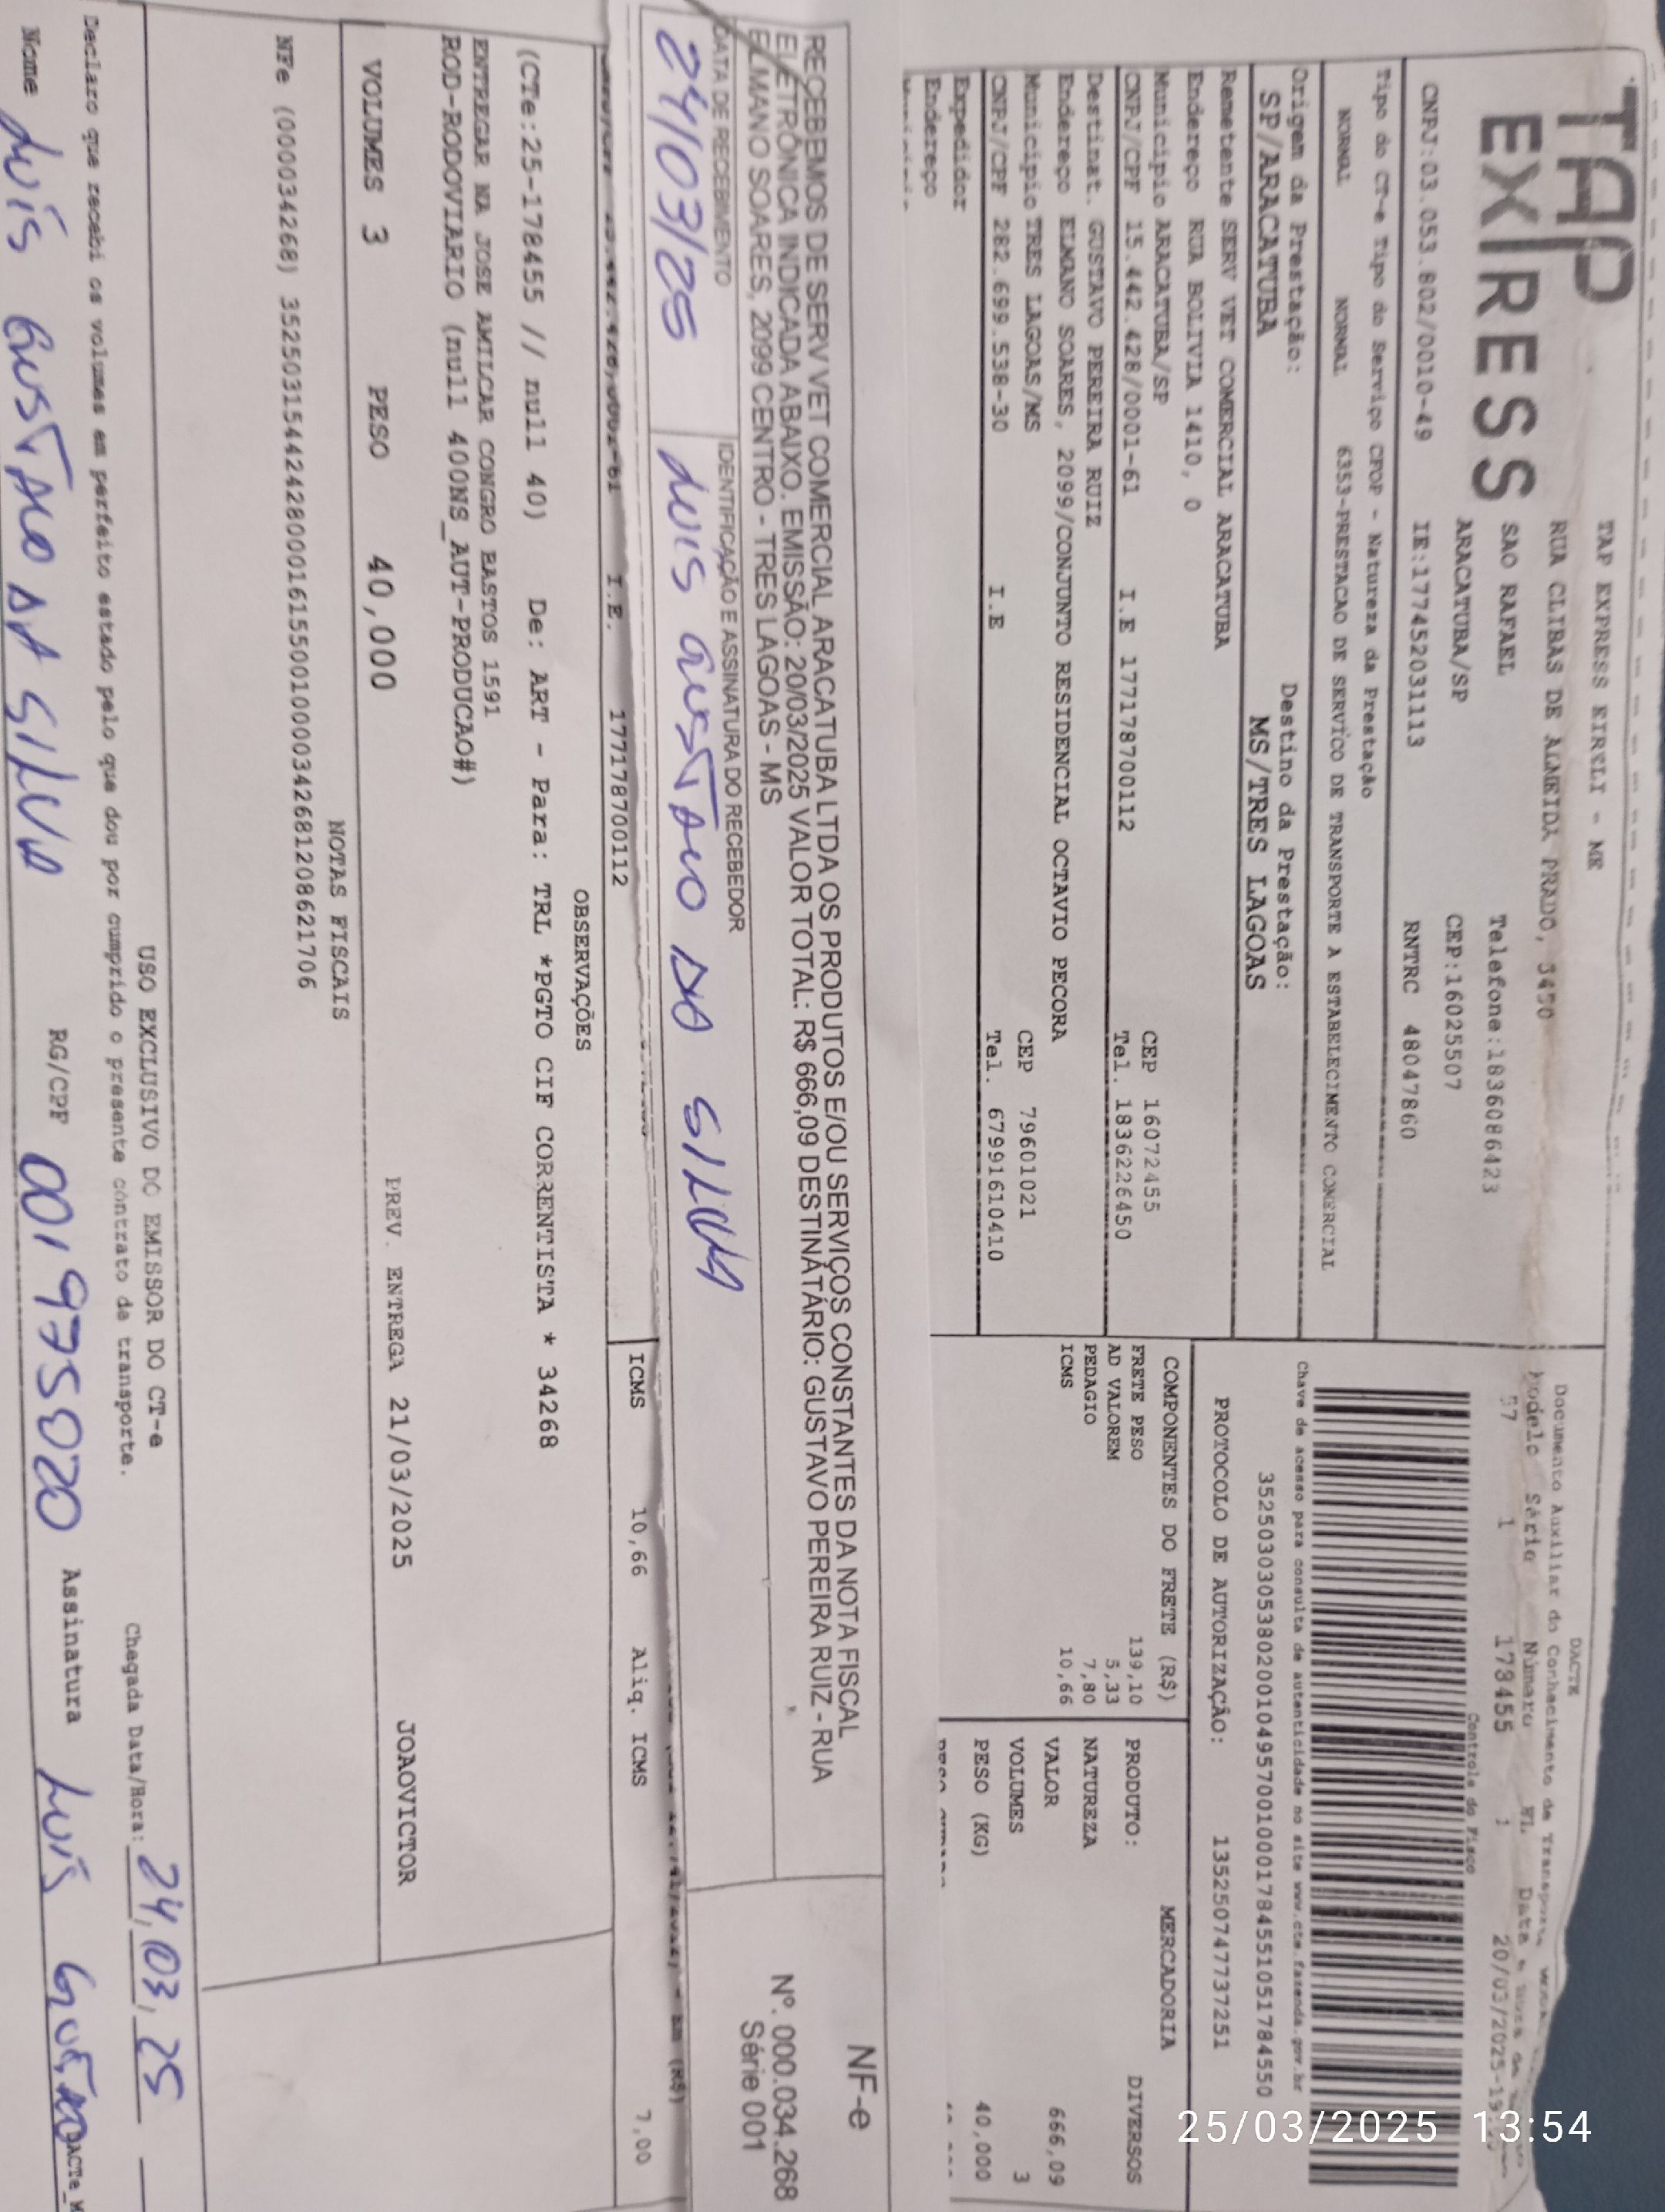 TAP
EXPRESS
TAP EXPRESS EIRELI - ME
RUA CLIBAS DE ALMEIDA PRADO, 3450
SAO RAFAEL
Telefone:1836086423
ARACATUBA/SP
CEP:16025507
CNPJ:03.053.802/0010-49
IE:177452031113
RNTRC 48047860
DACTE
Documento Auxiliar do Conhecimento de Transporte
Modelo Série Número Fl. Data e Hora de
57 1 178455 1 20/03/2025-19
Controle do Fisco
Tipo do CT-e Tipo do Serviço CFOP - Natureza da Prestação
NORMAL NORMAL 6353-PRESTACAO DE SERVICO DE TRANSPORTE A ESTABELECIMENTO COMERCIAL
Origem da Prestação:
SP/ARACATUBA
Destino da Prestação:
MS/TRES LAGOAS
Chave de acesso para consulta de autenticidade no site www.cte.fazenda.gov.br
35250303053802001049570010001784551051784550
PROTOCOLO DE AUTORIZAÇÃO: 135250747737251
Remetente SERV VET COMERCIAL ARACATUBA
Endereço RUA BOLIVIA 1410, 0
Municipio ARACATUBA/SP CEP 16072455
CNPJ/CPF 15.442.428/0001-61 I.E 177178700112 Tel. 1836226450
Destinat. GUSTAVO PEREIRA RUIZ
Endereço ELMANO SOARES, 2099/CONJUNTO RESIDENCIAL OCTAVIO PECORA
Municipio TRES LAGOAS/MS CEP 79601021
CNPJ/CPF 282.699.538-30 I.E Tel. 67991610410
Expedidor
Endereço
COMPONENTES DO FRETE (R$)
FRETE PESO 139,10
AD VALOREM 5,33
PEDAGIO 7,80
ICMS 10,66
MERCADORIA
PRODUTO: DIVERSOS
NATUREZA
VALOR 666,09
VOLUMES 3
PESO (KG) 40,000
RECEBEMOS DE SERV VET COMERCIAL ARACATUBA LTDA OS PRODUTOS E/OU SERVIÇOS CONSTANTES DA NOTA FISCAL
ELETRÔNICA INDICADA ABAIXO. EMISSÃO: 20/03/2025 VALOR TOTAL: R$ 666,09 DESTINATÁRIO: GUSTAVO PEREIRA RUIZ - RUA
ELMANO SOARES, 2099 CENTRO - TRES LAGOAS - MS
DATA DE RECEBIMENTO
24/03/25
IDENTIFICAÇÃO E ASSINATURA DO RECEBEDOR
Luis Gustavo da Silva
NF-e
Nº. 000.034.268
Série 001
I.E. 177178700112
ICMS 10,66 Aliq. ICMS 7,00
OBSERVAÇÕES
(CTe:25-178455 // null 40) De: ART - Para: TRL *PGTO CIF CORRENTISTA * 34268
ENTREGAR NA JOSE AMILCAR CONGRO BASTOS 1591
ROD-RODOVIARIO (null 400NS_AUT-PRODUCAO#)
VOLUMES 3 PESO 40,000 PREV. ENTREGA 21/03/2025 JOAOVICTOR
NOTAS FISCAIS
NFe (000034268) 35250315442428000161550010000342681208621706
USO EXCLUSIVO DO EMISSOR DO CT-e
Declaro que recebi os volumes em perfeito estado pelo que dou por cumprido o presente contrato de transporte.
Chegada Data/Hora: 24,03,25
Nome Luís Gustavo da Silva RG/CPF 001975020 Assinatura Luís Gustavo
25/03/2025 13:54